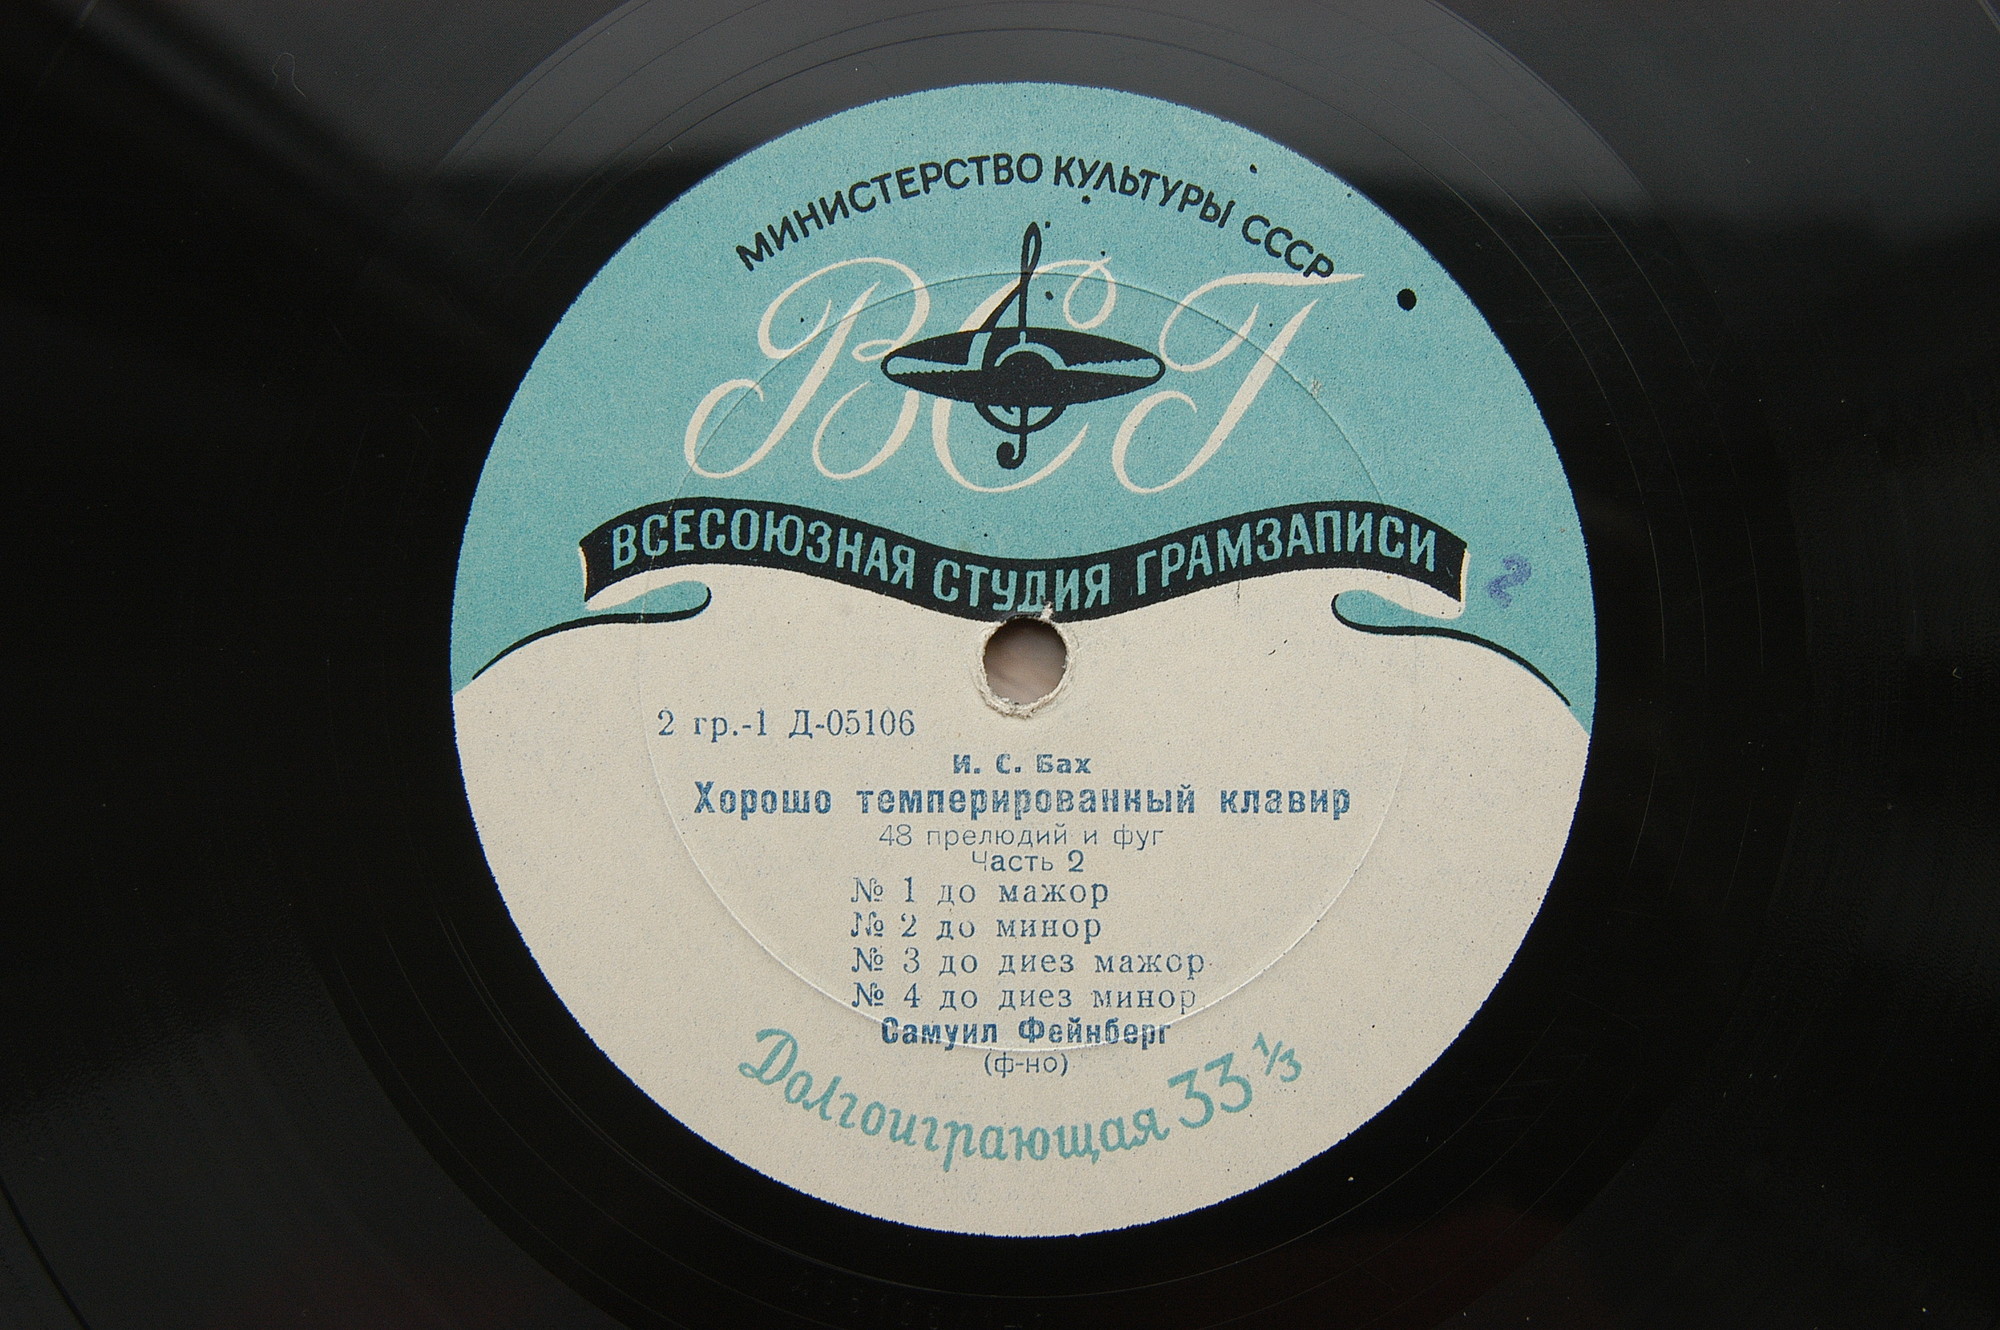 МИНИСТЕРСТВО КУЛЬТУРЫ СССР
ВСГ
ВСЕСОЮЗНАЯ СТУДИЯ ГРАМЗАПИСИ
2
2 гр.-1 Д-05106
И. С. Бах
Хорошо темперированный клавир
48 прелюдий и фуг
Часть 2
№ 1 до мажор
№ 2 до минор
№ 3 до диез мажор
№ 4 до диез минор
Самуил Фейнберг
(ф-но)
Долгоиграющая 33 1/3